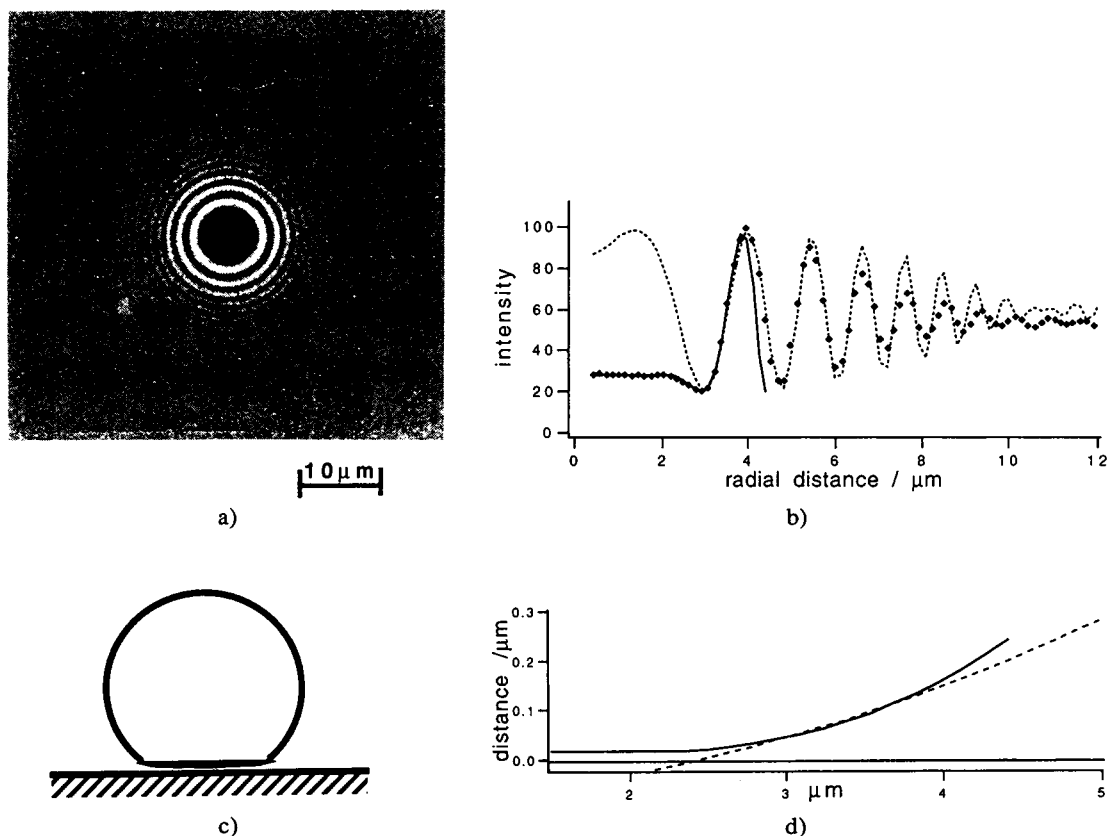 10μm
a)
100
80
60
40
20
0
intensity
0 2 4 6 8 10 12
radial distance / μm
b)
c)
0.3
0.2
0.1
0.0
distance /μm
2 3 4 5
μm
d)